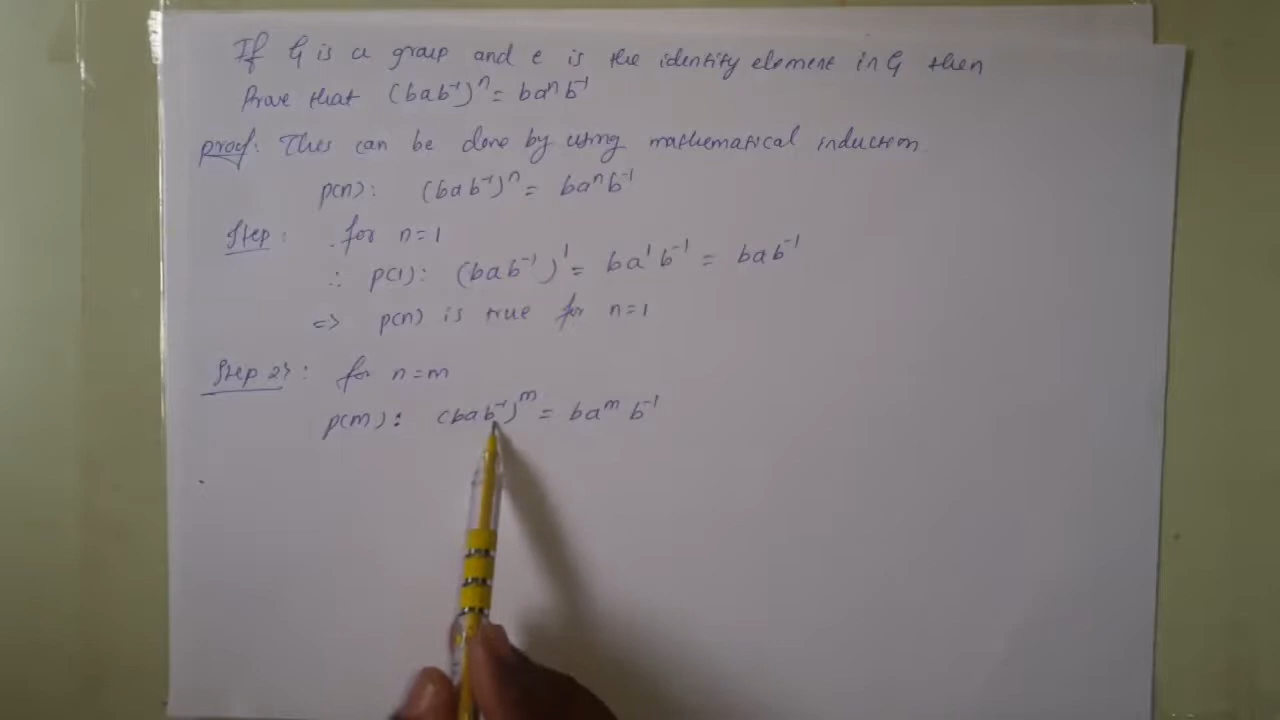 If G is a group and e is the identity element in G then
Prove that (bab⁻¹)ⁿ = baⁿb⁻¹
proof: This can be done by using mathematical induction
p(n): (bab⁻¹)ⁿ = baⁿb⁻¹
Step : for n=1
∴ p(1): (bab⁻¹)¹ = ba¹b⁻¹ = bab⁻¹
=> p(n) is true for n=1
Step 2: : for n=m
p(m): (bab⁻¹)ᵐ = baᵐ b⁻¹